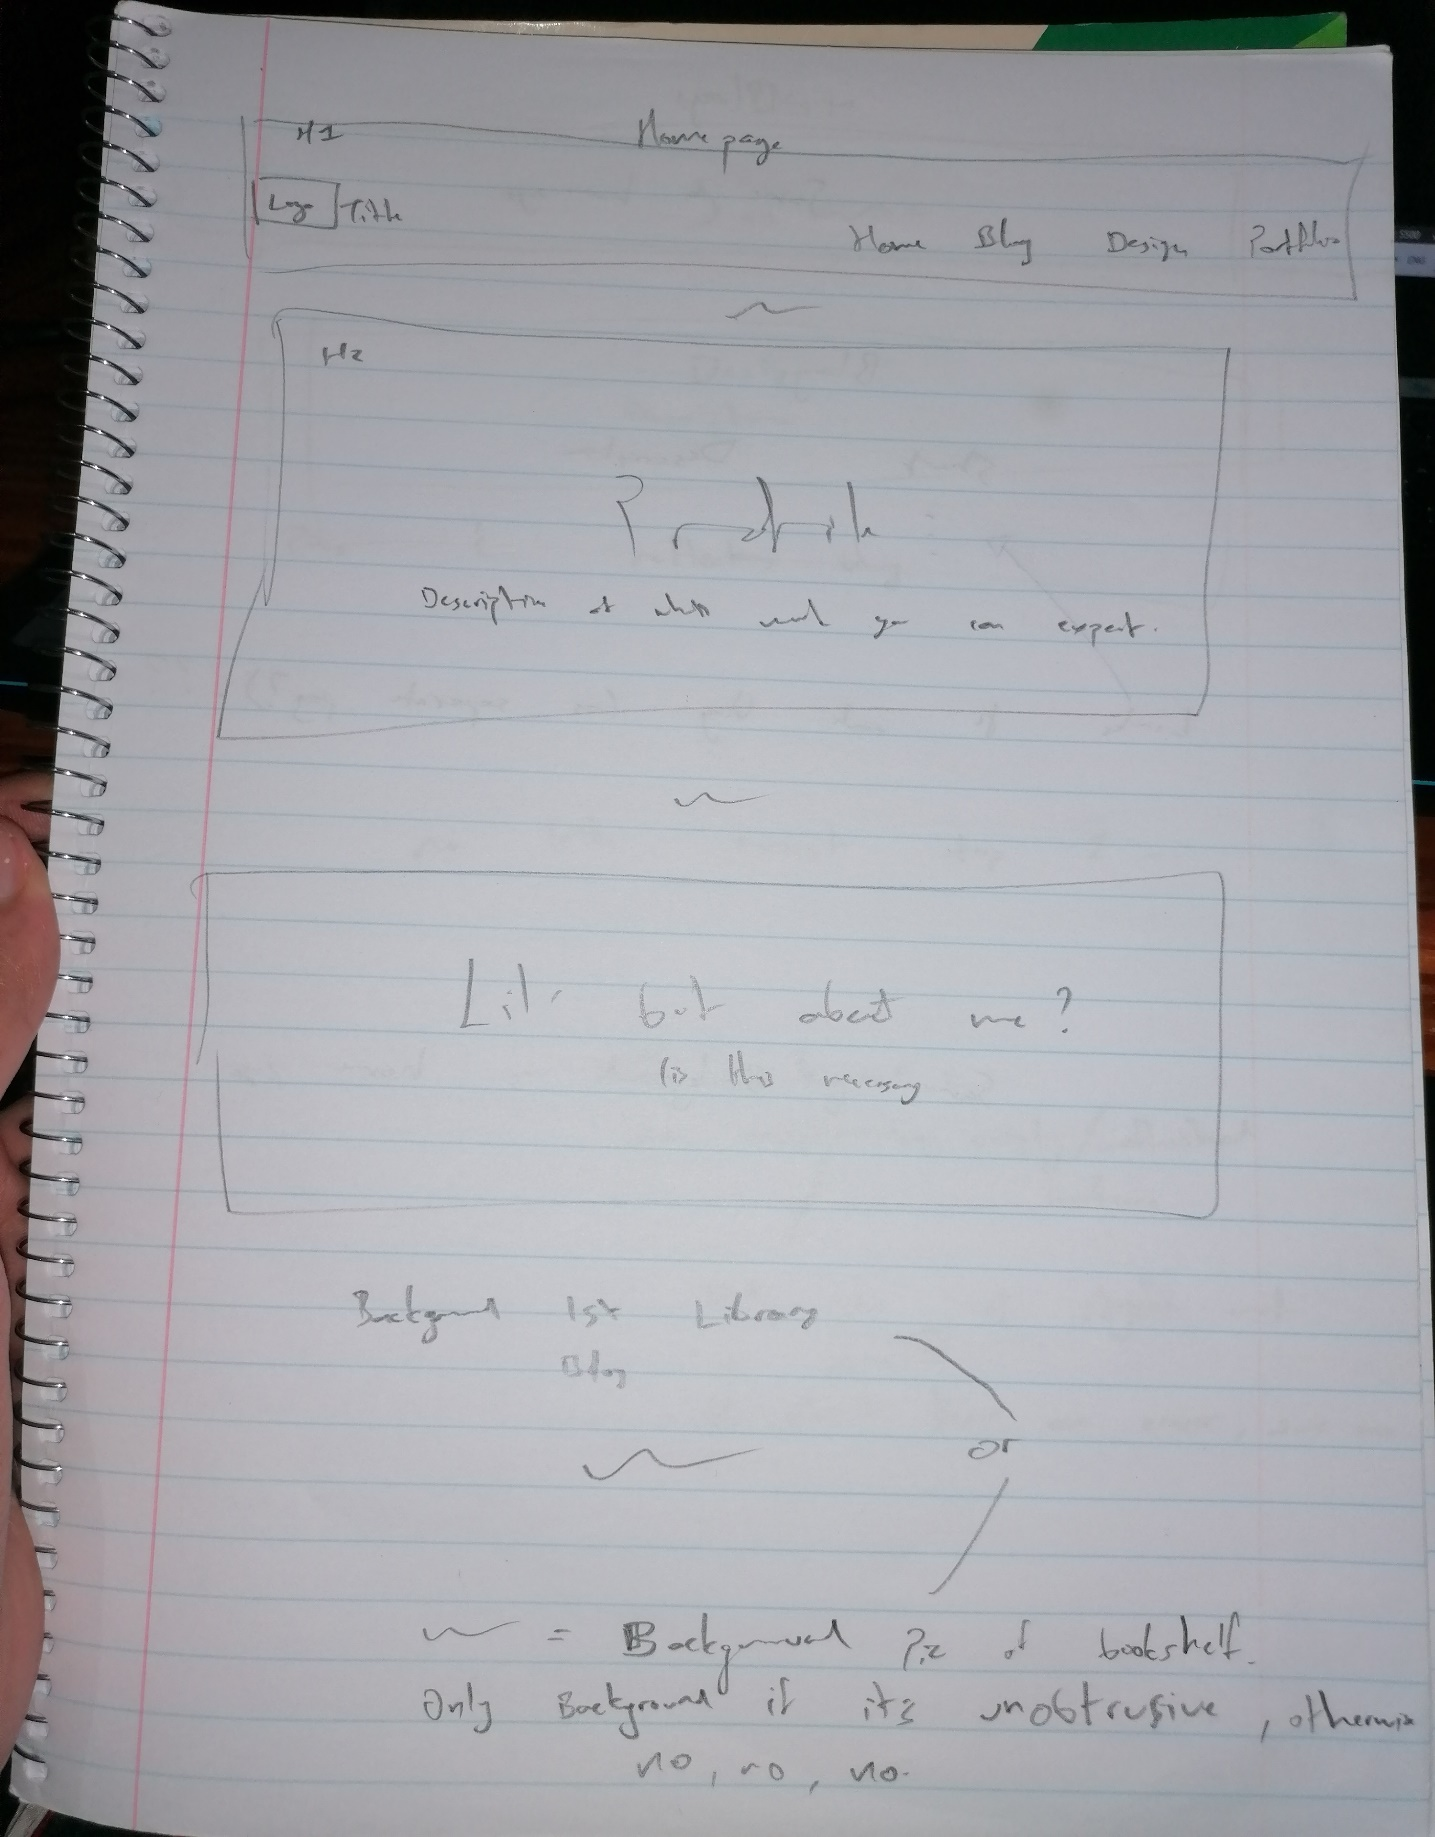 H1 Home page
Logo Title
Home Blog Design Portfolio
H2
Profile
Description of what work you can expect.
Lil' bit about me?
(is this necessary
Background 1st Library
Blog
or
= Background Pic of bookshelf.
Only Background if its unobtrusive, otherwise
no, no, no.